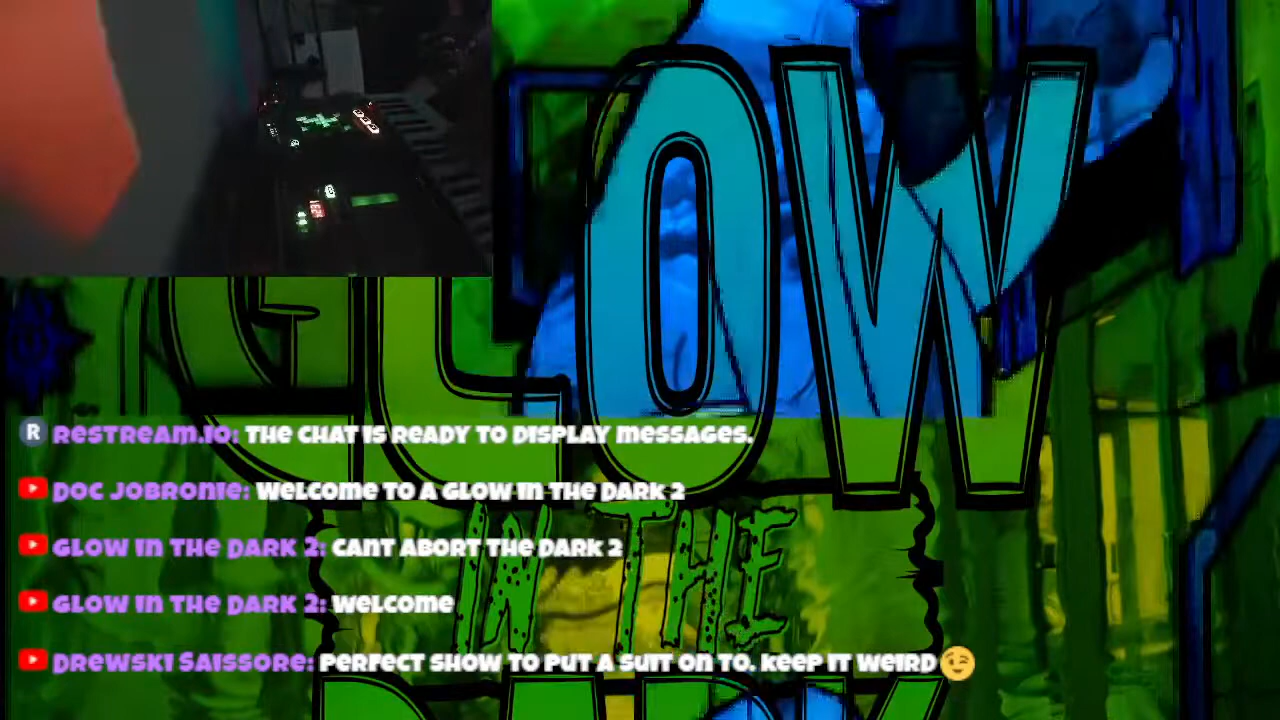 GLOW
R Restream.io: The chat is ready to display messages.
Doc Jobronie: Welcome to a glow in the dark 2
Glow in the Dark 2: Cant abort the dark 2
Glow in the Dark 2: Welcome
Drewski Saissore: Perfect show to put a suit on to. Keep it weird😉
IN THE
DARK